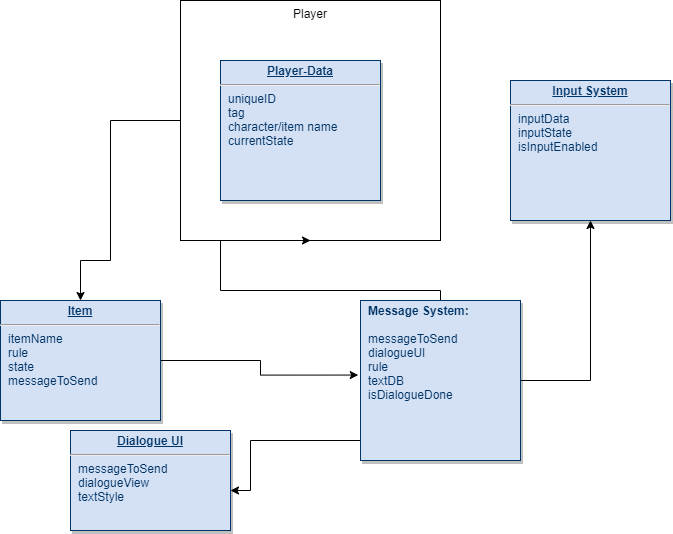 Player
Player-Data
uniqueID
tag
character/item name
currentState
Input System
inputData
inputState
isInputEnabled
Item
itemName
rule
state
messageToSend
Message System:
messageToSend
dialogueUI
rule
textDB
isDialogueDone
Dialogue UI
messageToSend
dialogueView
textStyle